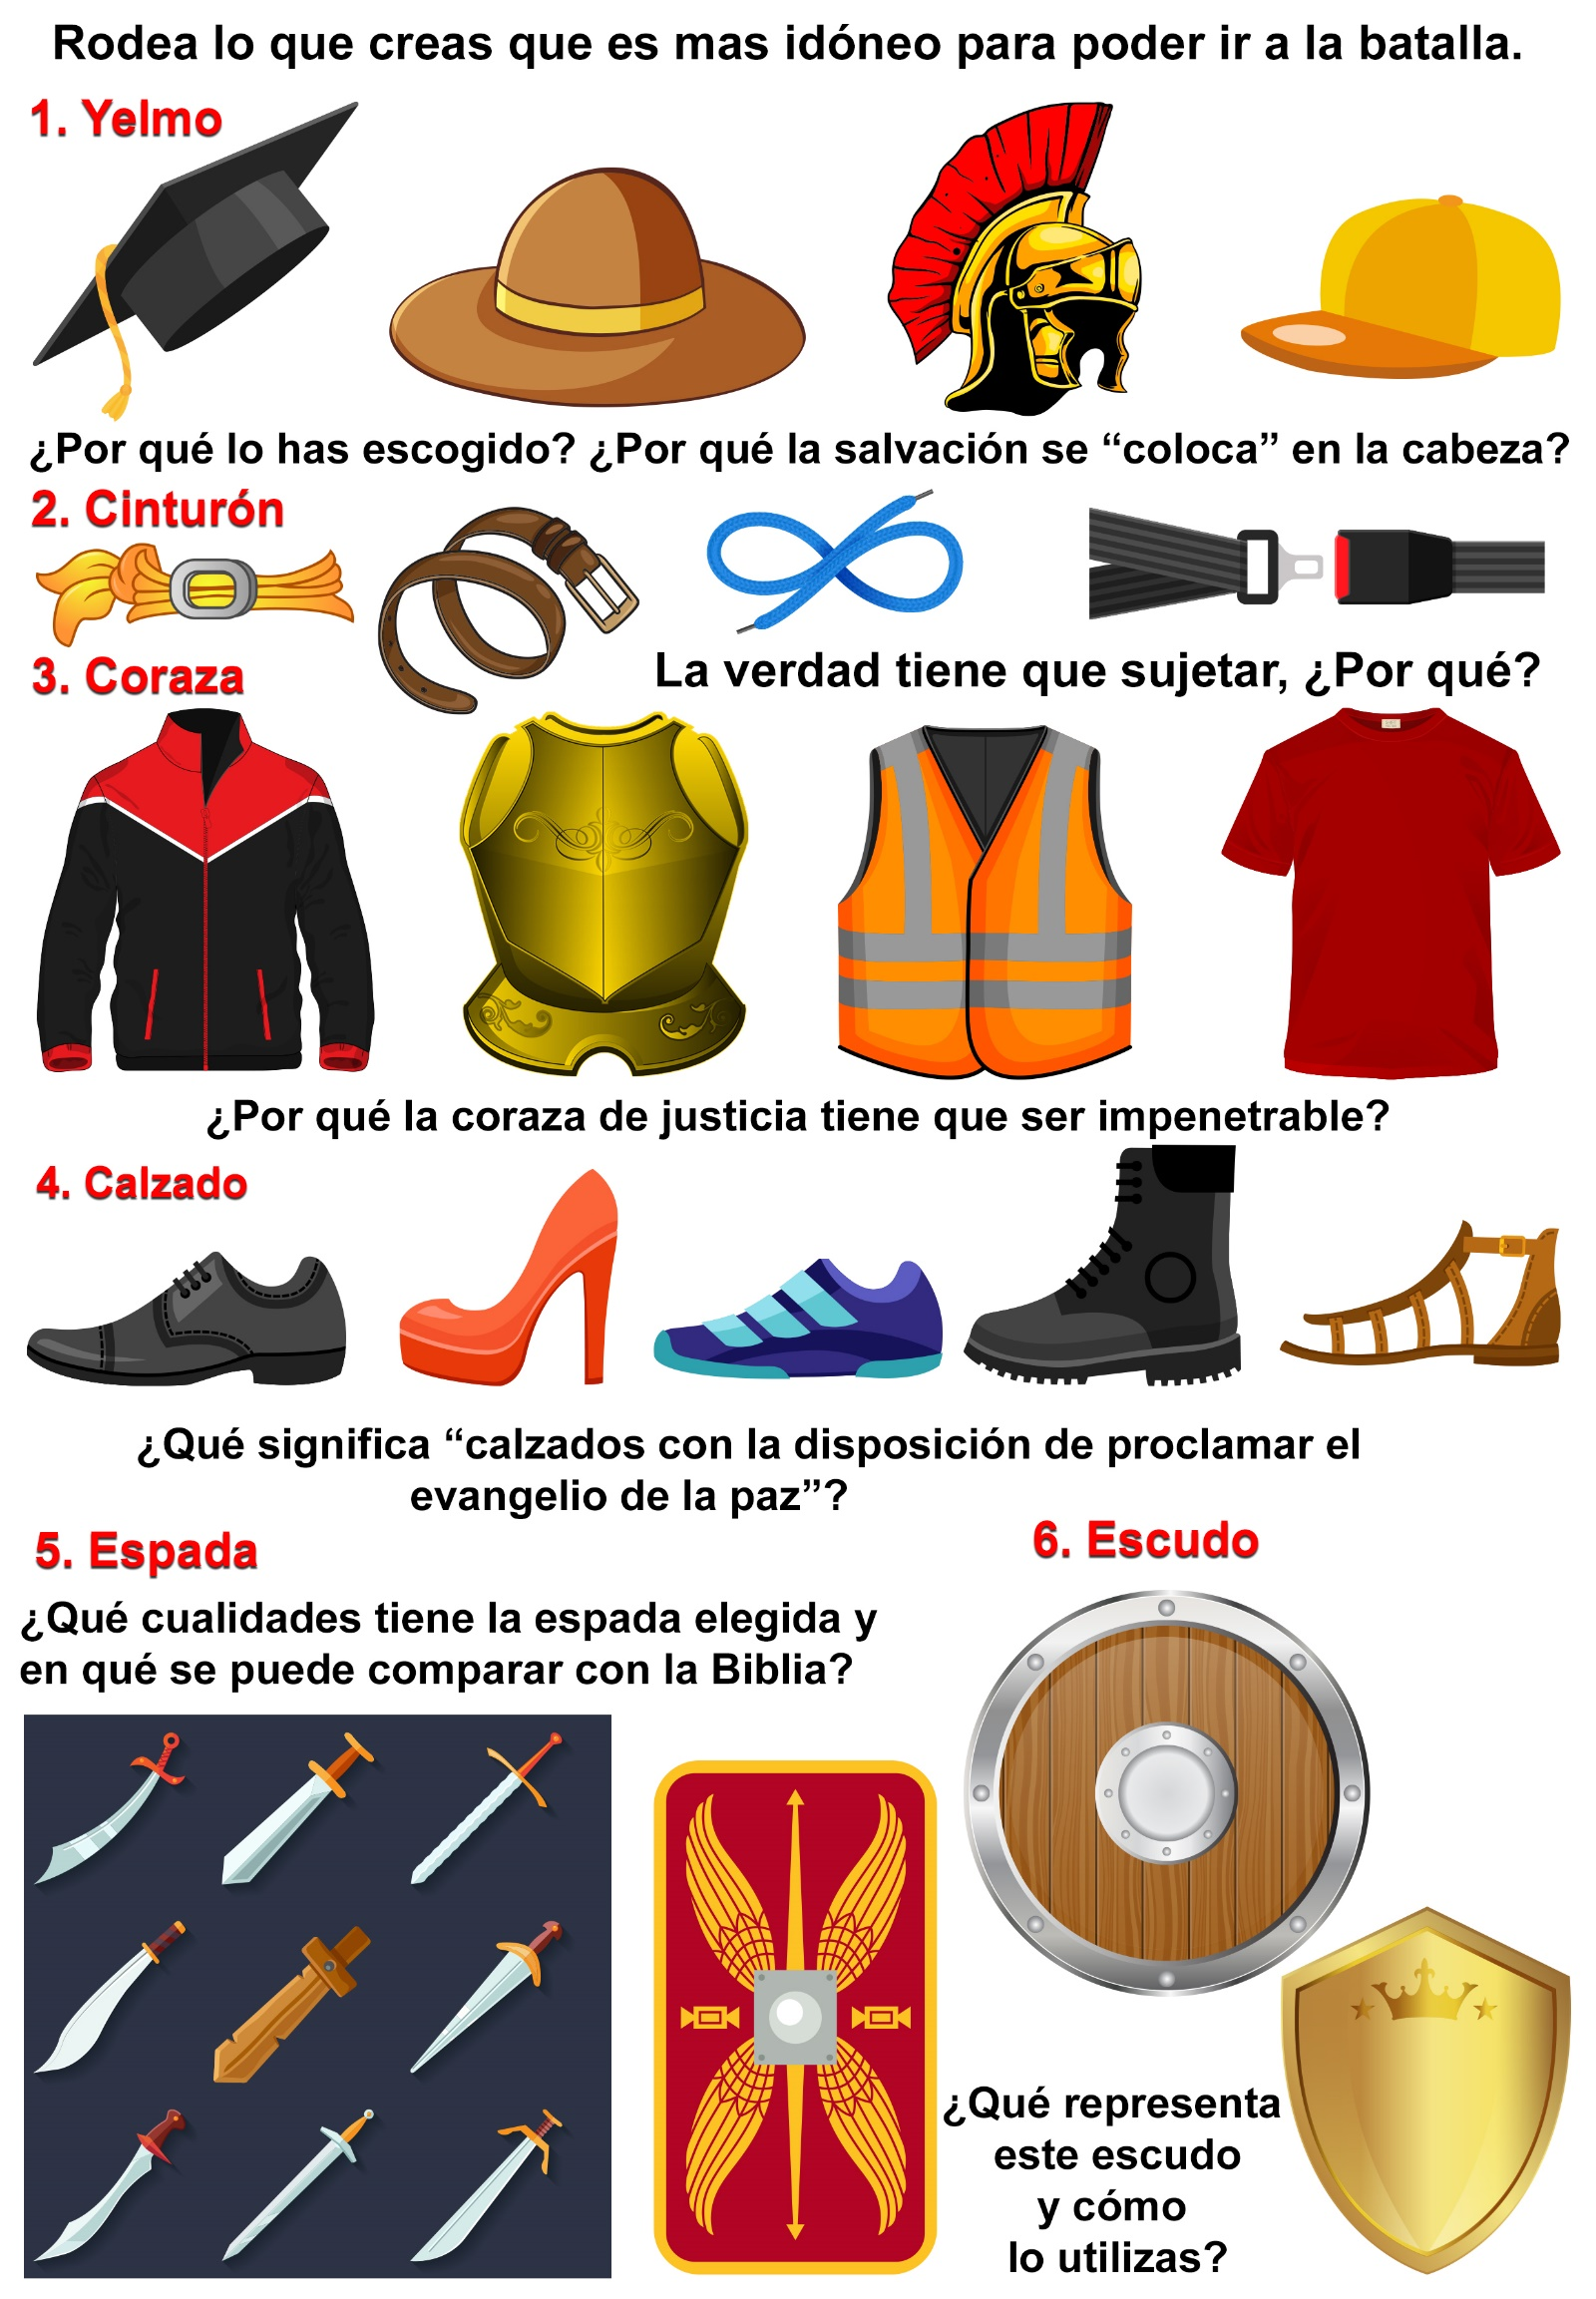 Rodea lo que creas que es mas idóneo para poder ir a la batalla.
1. Yelmo
¿Por qué lo has escogido? ¿Por qué la salvación se “coloca” en la cabeza?
2. Cinturón
La verdad tiene que sujetar, ¿Por qué?
3. Coraza
¿Por qué la coraza de justicia tiene que ser impenetrable?
4. Calzado
¿Qué significa “calzados con la disposición de proclamar el
evangelio de la paz”?
5. Espada
¿Qué cualidades tiene la espada elegida y
en qué se puede comparar con la Biblia?
6. Escudo
¿Qué representa
este escudo
y cómo
lo utilizas?